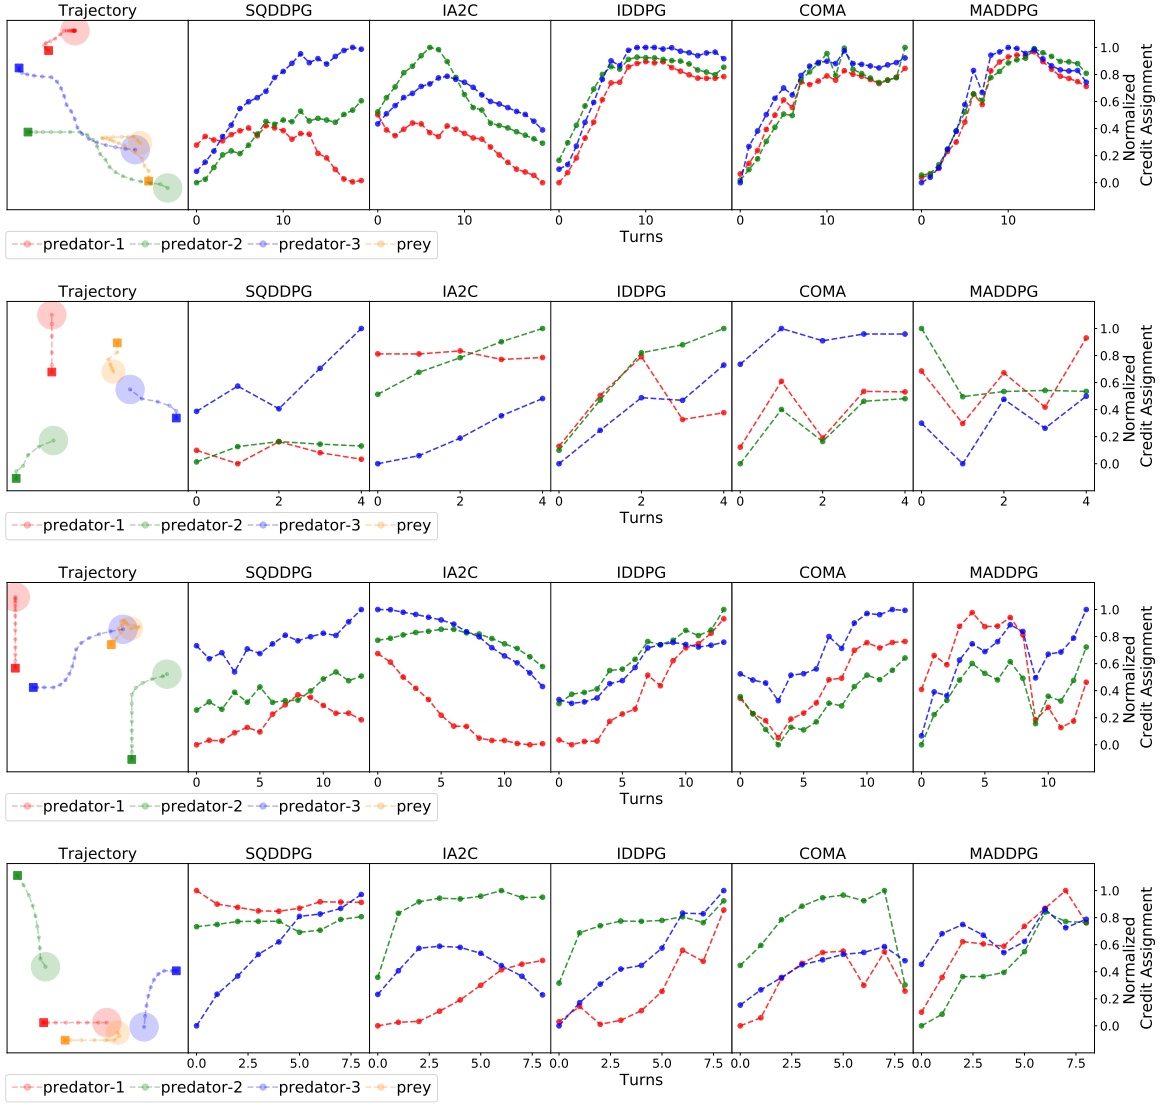 Trajectory SQDDPG IA2C IDDPG COMA MADDPG
1.0
0.8
0.6
0.4
0.2
0.0
Normalized
Credit Assignment
0 10 0 10 0 10 0 10 0 10
Turns
predator-1 predator-2 predator-3 prey
Trajectory SQDDPG IA2C IDDPG COMA MADDPG
1.0
0.8
0.6
0.4
0.2
0.0
Normalized
Credit Assignment
0 2 4 0 2 4 0 2 4 0 2 4 0 2 4
Turns
predator-1 predator-2 predator-3 prey
Trajectory SQDDPG IA2C IDDPG COMA MADDPG
1.0
0.8
0.6
0.4
0.2
0.0
Normalized
Credit Assignment
0 5 10 0 5 10 0 5 10 0 5 10 0 5 10
Turns
predator-1 predator-2 predator-3 prey
Trajectory SQDDPG IA2C IDDPG COMA MADDPG
1.0
0.8
0.6
0.4
0.2
0.0
Normalized
Credit Assignment
0.0 2.5 5.0 7.5 0.0 2.5 5.0 7.5 0.0 2.5 5.0 7.5 0.0 2.5 5.0 7.5 0.0 2.5 5.0 7.5
Turns
predator-1 predator-2 predator-3 prey